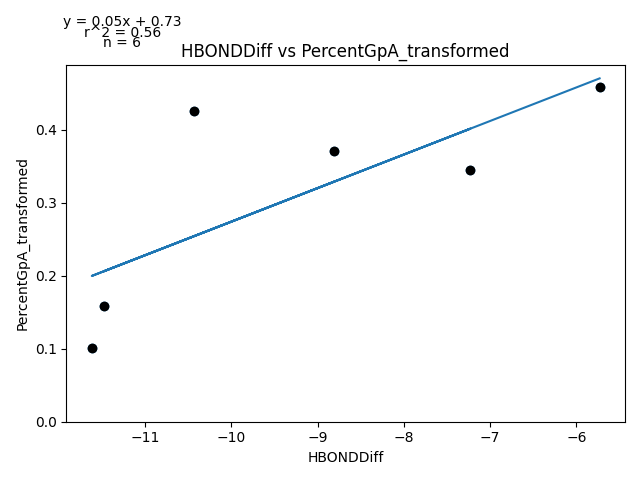 y = 0.05x + 0.73
r^2 = 0.56
n = 6
HBONDDiff vs PercentGpA_transformed
PercentGpA_transformed
0.4
0.3
0.2
0.1
0.0
−11
−10
−9
−8
−7
−6
HBONDDiff